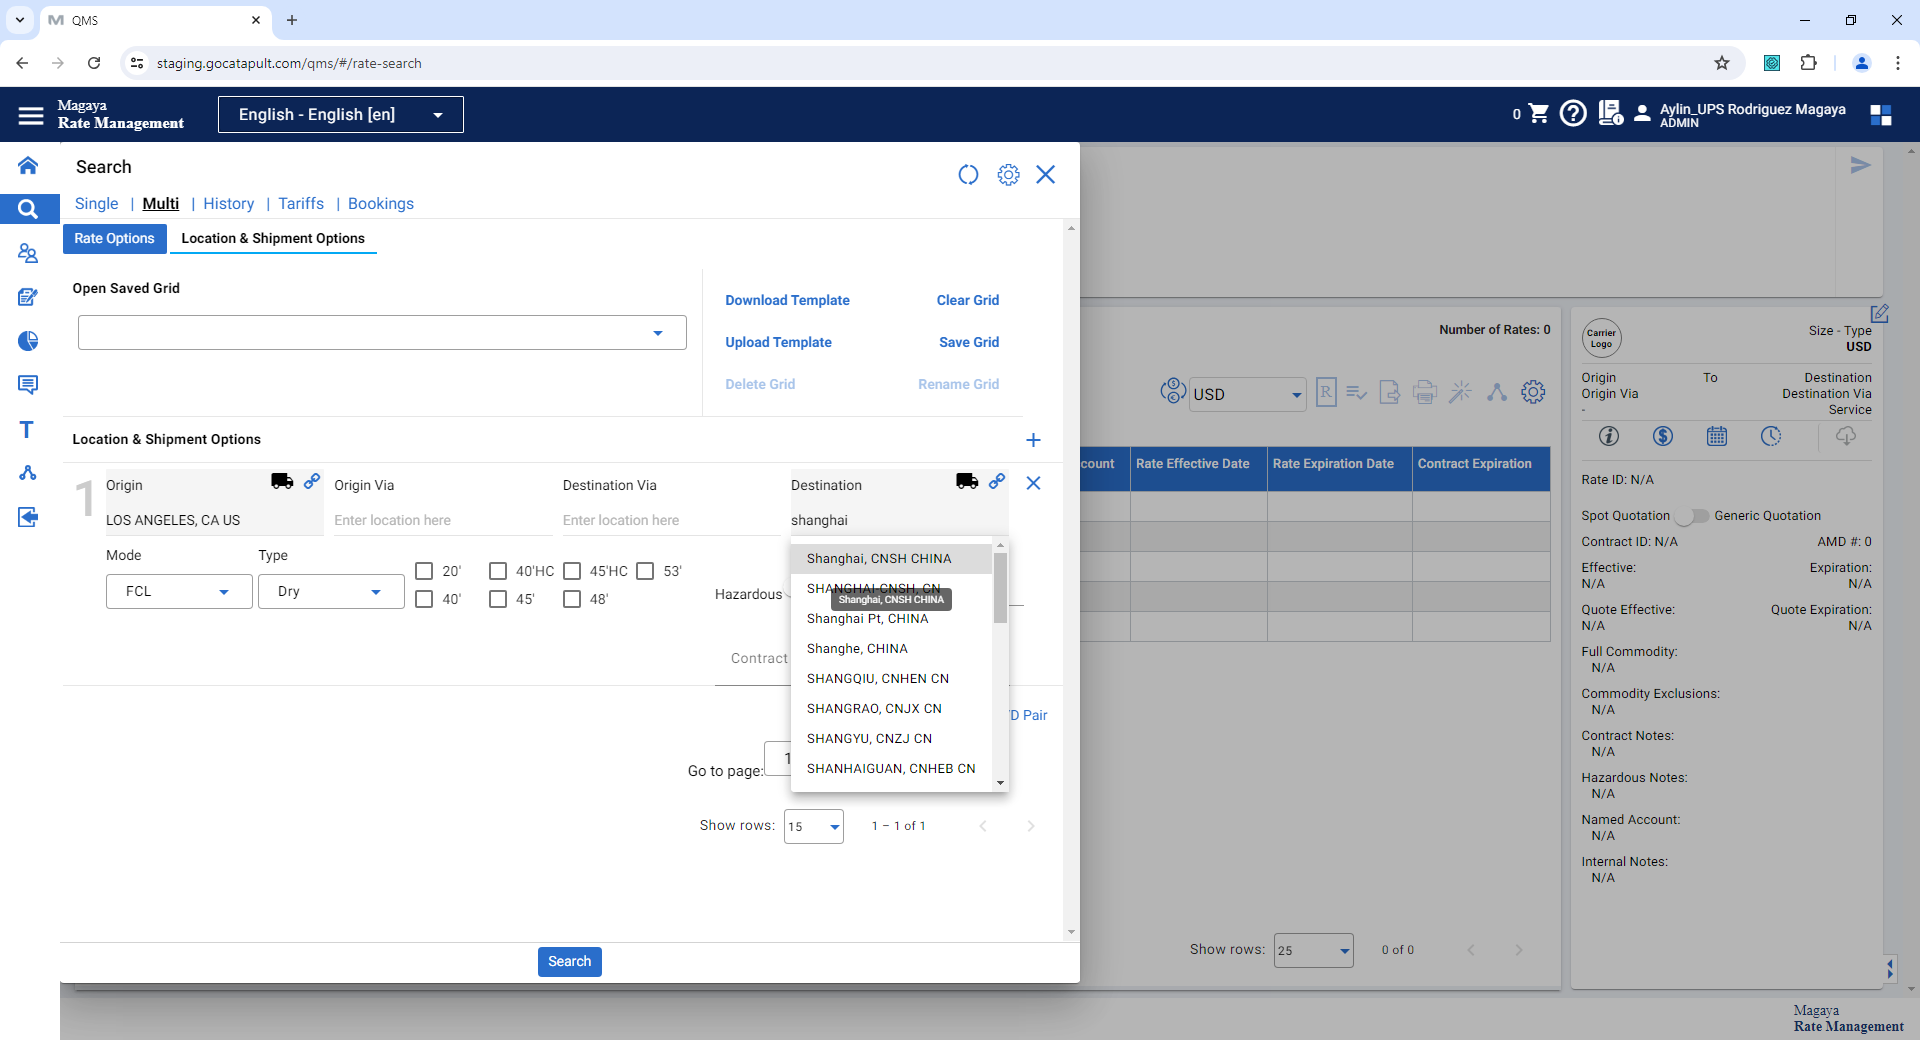 QMS
staging.gocatapult.com/qms/#/rate-search
Magaya
Rate Management
English - English [en]
0
Aylin_UPS Rodriguez Magaya
ADMIN
Search
Single | Multi | History | Tariffs | Bookings
Rate Options
Location & Shipment Options
Open Saved Grid
Download Template
Clear Grid
Upload Template
Save Grid
Delete Grid
Rename Grid
Location & Shipment Options
1
Origin
Origin Via
Destination Via
Destination
LOS ANGELES, CA US
Enter location here
Enter location here
shanghai
Mode
Type
FCL
Dry
20'
40'HC
45'HC
53'
40'
45'
48'
Hazardous
Contract
Shanghai, CNSH CHINA
SHANGHAI-CNSH, CN
Shanghai, CNSH CHINA
Shanghai Pt, CHINA
Shanghe, CHINA
SHANGQIU, CNHEN CN
SHANGRAO, CNJX CN
SHANGYU, CNZJ CN
SHANHAIGUAN, CNHEB CN
/D Pair
Go to page:
1
Show rows:
15
1 – 1 of 1
Search
Number of Rates: 0
USD
R
count
Rate Effective Date
Rate Expiration Date
Contract Expiration
Show rows:
25
0 of 0
Carrier
Logo
Size - Type
USD
Origin
To
Destination
Origin Via
Destination Via
-
Service
Rate ID: N/A
Spot Quotation
Generic Quotation
Contract ID: N/A
AMD #: 0
Effective:
Expiration:
N/A
N/A
Quote Effective:
Quote Expiration:
N/A
N/A
Full Commodity:
N/A
Commodity Exclusions:
N/A
Contract Notes:
N/A
Hazardous Notes:
N/A
Named Account:
N/A
Internal Notes:
N/A
Magaya
Rate Management